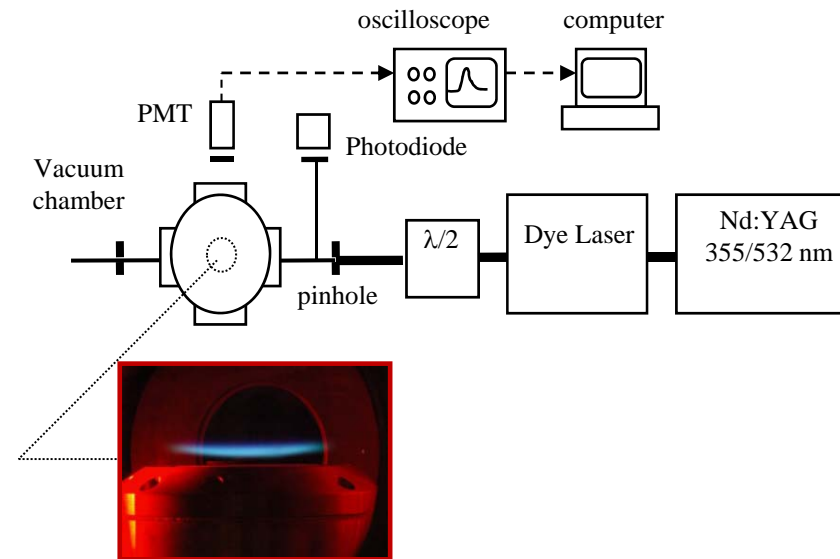 oscilloscope
computer
PMT
Photodiode
Vacuum
chamber
λ/2
Dye Laser
Nd:YAG
355/532 nm
pinhole